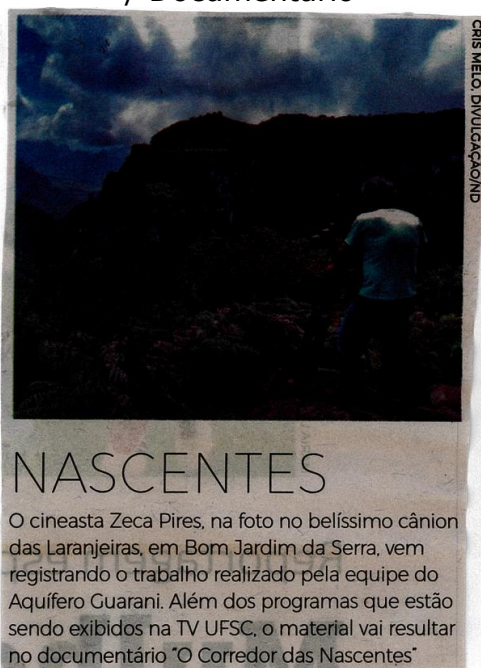 / Documentário
CRIS MELO, DIVULGAÇÃO/ND
NASCENTES
O cineasta Zeca Pires, na foto no belíssimo cânion
das Laranjeiras, em Bom Jardim da Serra, vem
registrando o trabalho realizado pela equipe do
Aquífero Guarani. Além dos programas que estão
sendo exibidos na TV UFSC, o material vai resultar
no documentário "O Corredor das Nascentes"